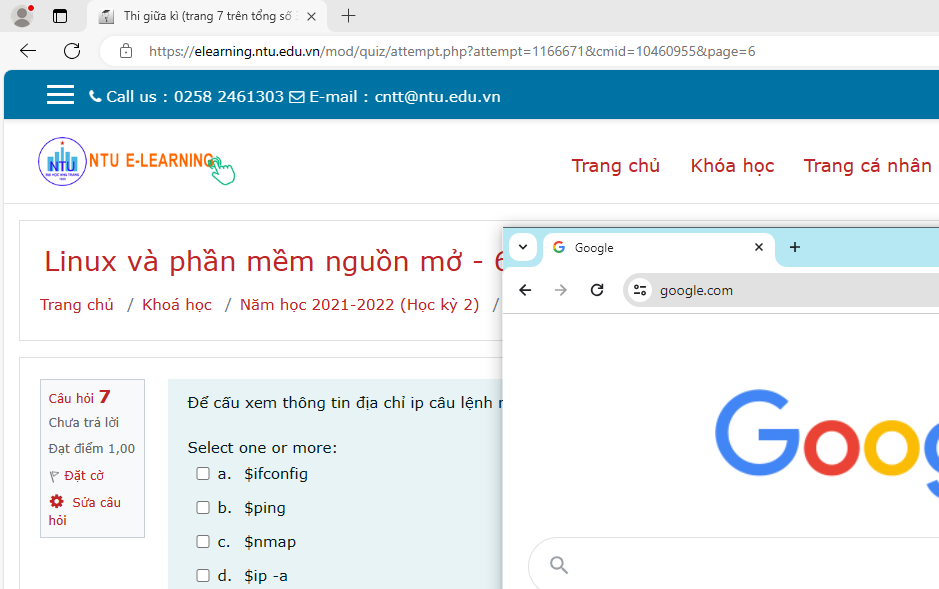 Thi giữa kì (trang 7 trên tổng số
https://elearning.ntu.edu.vn/mod/quiz/attempt.php?attempt=1166671&cmid=10460955&page=6
Call us : 0258 2461303 E-mail : cntt@ntu.edu.vn
NTU
NTU E-LEARNING
Trang chủ Khóa học Trang cá nhân
Linux và phần mềm nguồn mở -
Trang chủ / Khoá học / Năm học 2021-2022 (Học kỳ 2) /
Google
google.com
Goo
Câu hỏi 7
Chưa trả lời
Đạt điểm 1,00
Đặt cờ
Sửa câu
hỏi
Để cấu xem thông tin địa chỉ ip câu lệnh
Select one or more:
a. $ifconfig
b. $ping
c. $nmap
d. $ip -a